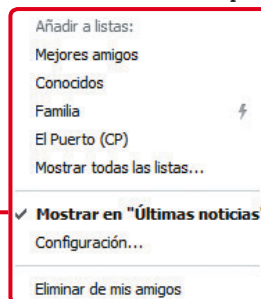 Añadir a listas:
Mejores amigos
Conocidos
Familia
El Puerto (CP)
Mostrar todas las listas...
Mostrar en "Últimas noticias"
Configuración...
Eliminar de mis amigos